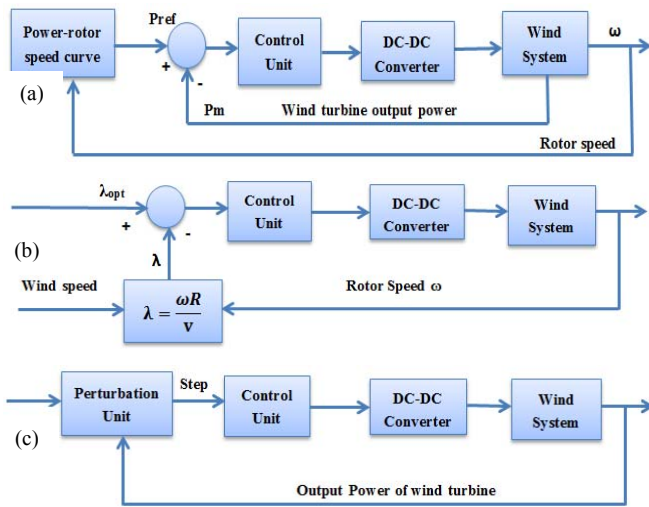 Power-rotor
speed curve
Pref
+
-
Control
Unit
DC-DC
Converter
Wind
System
ω
(a)
Pm
Wind turbine output power
Rotor speed
λopt
+
-
Control
Unit
DC-DC
Converter
Wind
System
(b)
λ
Wind speed
λ = ωR/v
Rotor Speed ω
Perturbation
Unit
Step
Control
Unit
DC-DC
Converter
Wind
System
(c)
Output Power of wind turbine